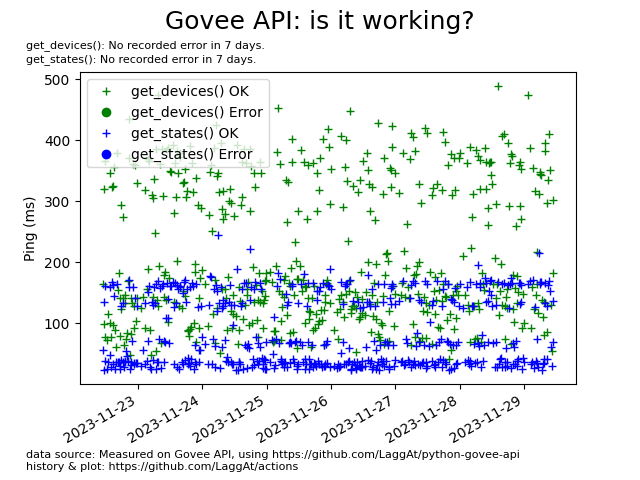 Govee API: is it working?
get_devices(): No recorded error in 7 days.
get_states(): No recorded error in 7 days.
get_devices() OK
get_devices() Error
get_states() OK
get_states() Error
Ping (ms)
500
400
300
200
100
2023-11-23
2023-11-24
2023-11-25
2023-11-26
2023-11-27
2023-11-28
2023-11-29
data source: Measured on Govee API, using https://github.com/LaggAt/python-govee-api
history & plot: https://github.com/LaggAt/actions